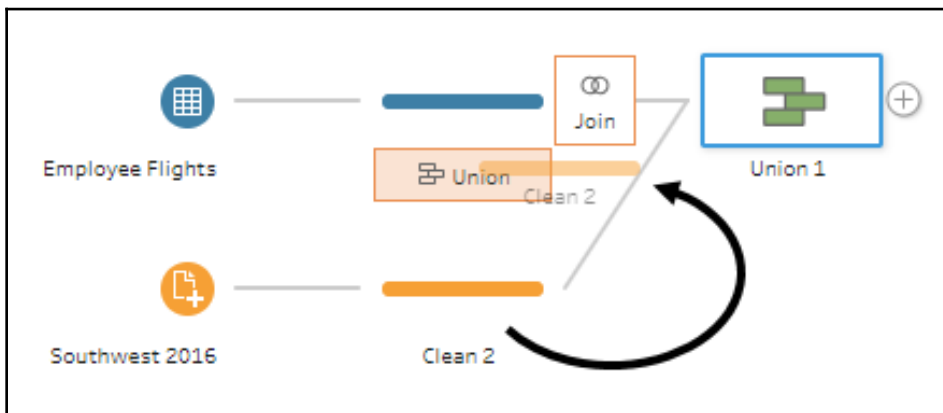 Join
Employee Flights
Union
Clean 2
Union 1
Southwest 2016
Clean 2